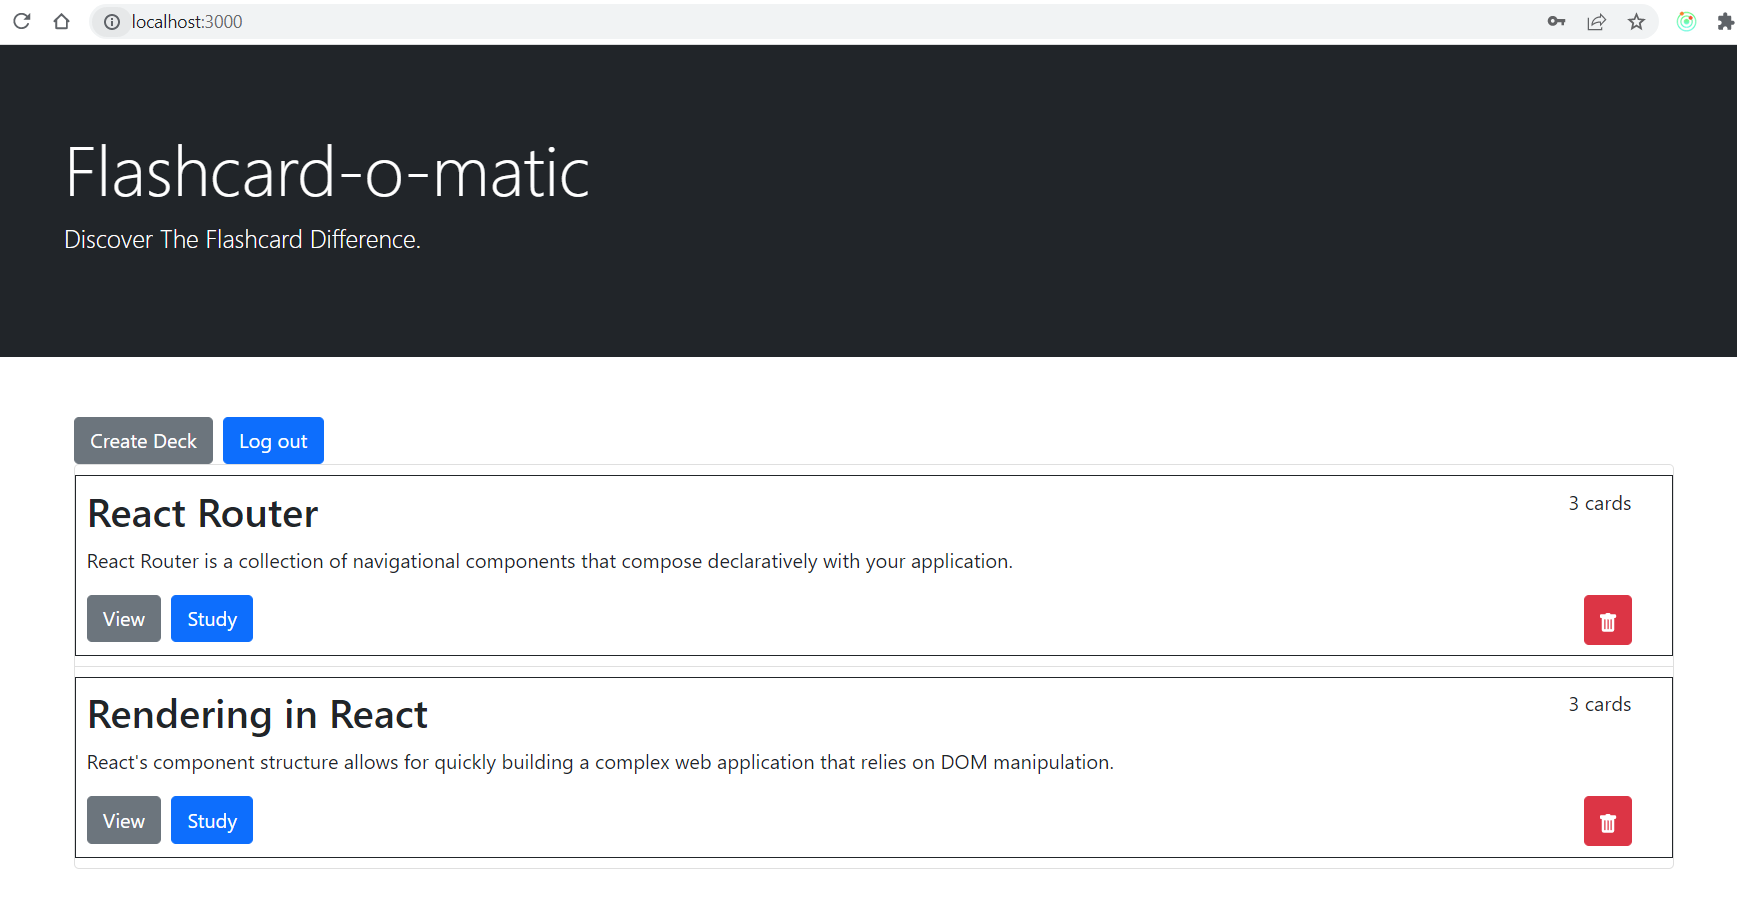 localhost:3000
Flashcard-o-matic
Discover The Flashcard Difference.
Create Deck Log out
React Router 3 cards
React Router is a collection of navigational components that compose declaratively with your application.
View Study
Rendering in React 3 cards
React's component structure allows for quickly building a complex web application that relies on DOM manipulation.
View Study